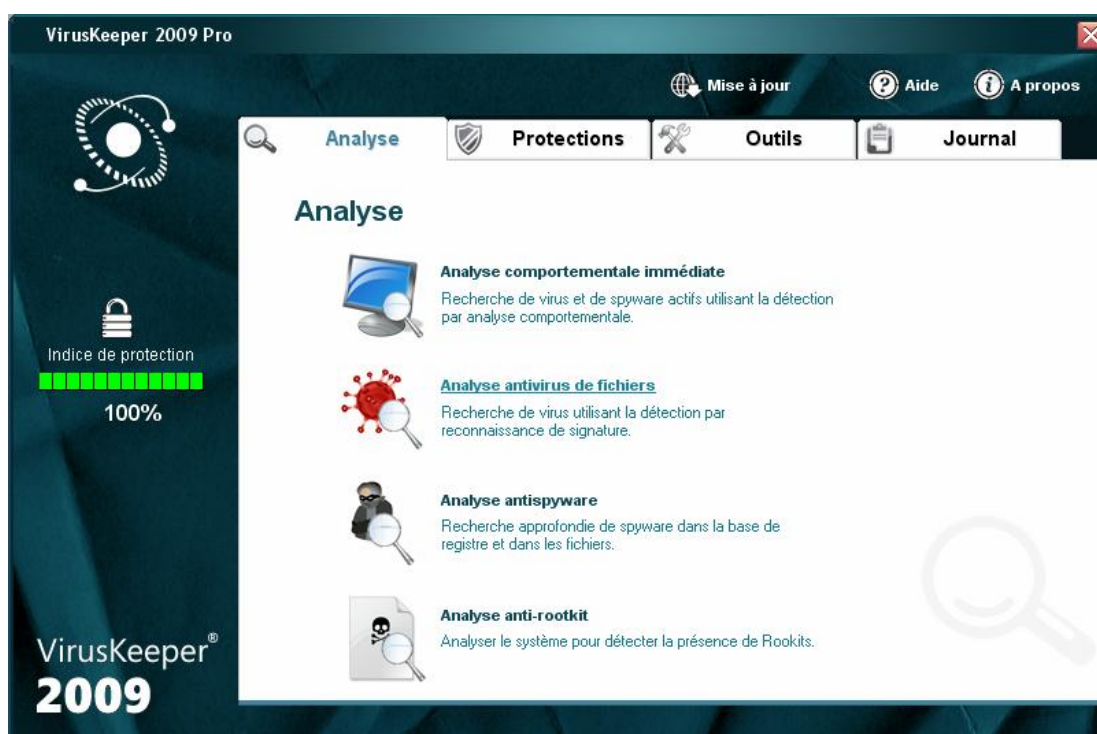 VirusKeeper 2009 Pro
Mise à jour
Aide
A propos
Analyse
Protections
Outils
Journal
Analyse
Analyse comportementale immédiate
Recherche de virus et de spyware actifs utilisant la détection
par analyse comportementale.
Indice de protection
100%
Analyse antivirus de fichiers
Recherche de virus utilisant la détection par
reconnaissance de signature.
Analyse antispyware
Recherche approfondie de spyware dans la base de
registre et dans les fichiers.
Analyse anti-rootkit
Analyser le système pour détecter la présence de Rookits.
VirusKeeper®
2009